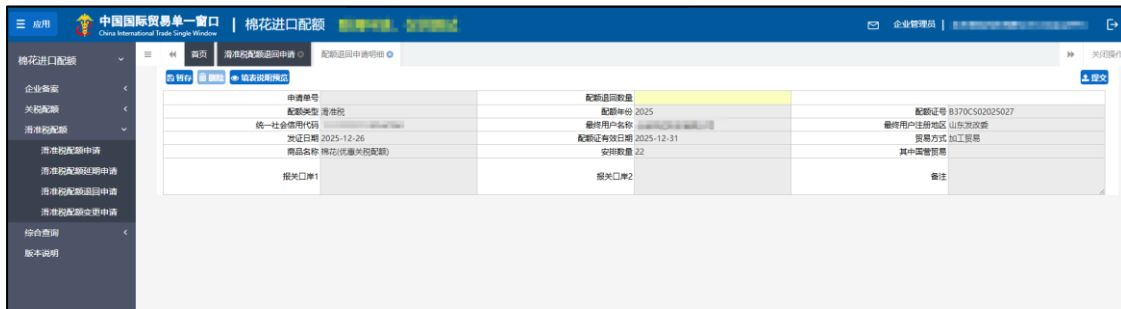 应用 中国国际贸易单一窗口 | 棉花进口配额 企业管理员 |
China International Trade Single Window
棉花进口配额
首页 滑准税配额退回申请 配额退回申请明细 关闭操作
暂存 删除 填表说明预览 提交
企业备案
关税配额
滑准税配额
滑准税配额申请
滑准税配额延期申请
滑准税配额退回申请
滑准税配额变更申请
综合查询
版本说明
申请单号 配额退回数量
配额类型 滑准税 配额年份 2025 配额证号 B370CS02025027
统一社会信用代码 最终用户名称 最终用户注册地区 山东发改委
发证日期 2025-12-26 配额证有效日期 2025-12-31 贸易方式 加工贸易
商品名称 棉花(优惠关税配额) 安排数量 22 其中国营贸易
报关口岸1 报关口岸2 备注